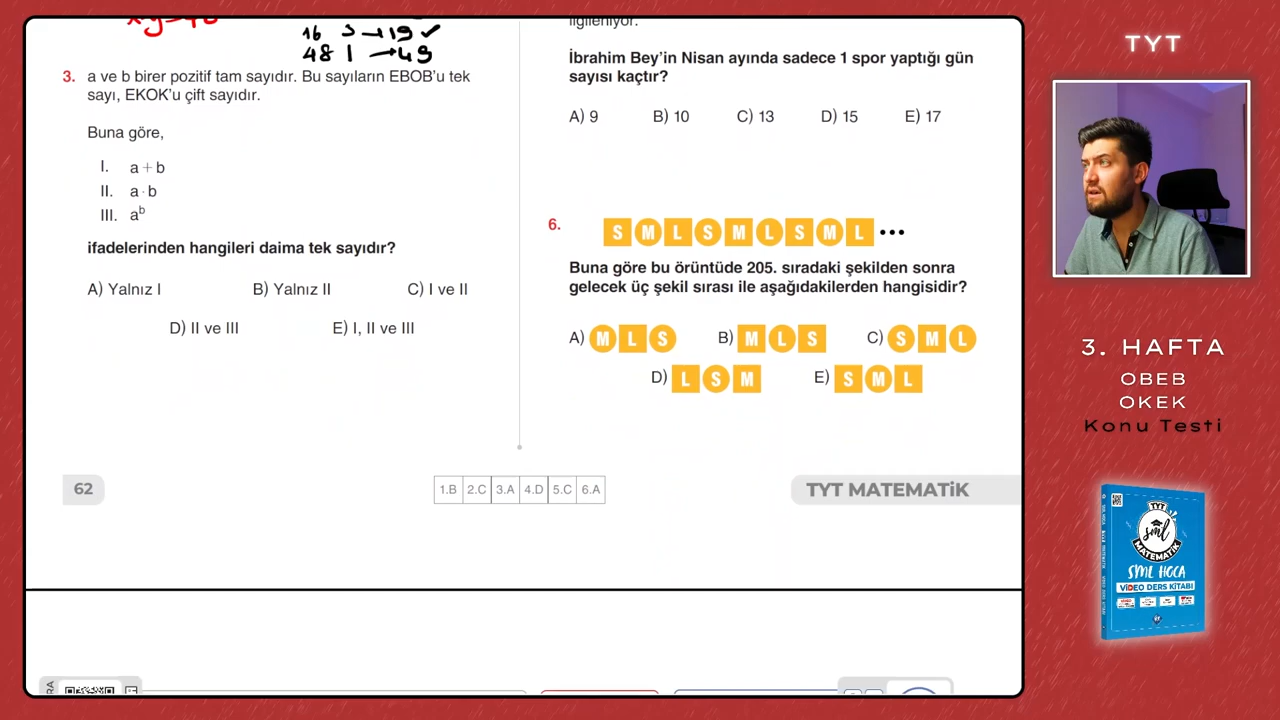 16 3 → 19 ✓
48 1 → 49
3. a ve b birer pozitif tam sayıdır. Bu sayıların EBOB'u tek
sayı, EKOK'u çift sayıdır.
Buna göre,
I. a + b
II. a · b
III. aᵇ
ifadelerinden hangileri daima tek sayıdır?
A) Yalnız I B) Yalnız II C) I ve II
D) II ve III E) I, II ve III
ilgileniyor.
İbrahim Bey'in Nisan ayında sadece 1 spor yaptığı gün
sayısı kaçtır?
A) 9 B) 10 C) 13 D) 15 E) 17
6. S M L S M L S M L •••
Buna göre bu örüntüde 205. sıradaki şekilden sonra
gelecek üç şekil sırası ile aşağıdakilerden hangisidir?
A) M L S B) M L S C) S M L
D) L S M E) S M L
62
1.B 2.C 3.A 4.D 5.C 6.A
TYT MATEMATİK
TYT
3. HAFTA
OBEB
OKEK
Konu Testi
TYT
sml
MATEMATİK
SML HOCA
VİDEO DERS KİTABI